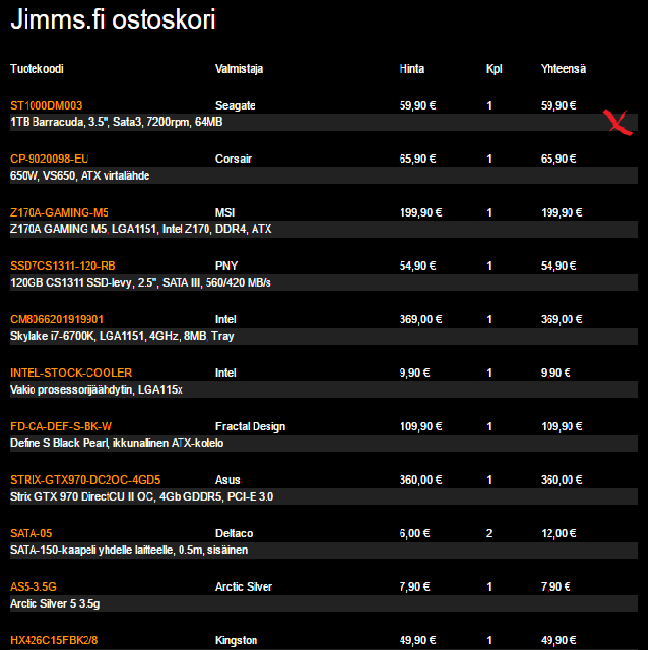 Jimms.fi ostoskori
Tuotekoodi Valmistaja Hinta Kpl Yhteensä
ST1000DM003 Seagate 59,90 € 1 59,90 €
1TB Barracuda, 3.5", Sata3, 7200rpm, 64MB
CP-9020098-EU Corsair 65,90 € 1 65,90 €
650W, VS650, ATX virtalähde
Z170A-GAMING-M5 MSI 199,90 € 1 199,90 €
Z170A GAMING M5, LGA1151, Intel Z170, DDR4, ATX
SSD7CS1311-120-RB PNY 54,90 € 1 54,90 €
120GB CS1311 SSD-levy, 2.5", SATA III, 560/420 MB/s
CM8066201919901 Intel 369,00 € 1 369,00 €
Skylake i7-6700K, LGA1151, 4GHz, 8MB, Tray
INTEL-STOCK-COOLER Intel 9,90 € 1 9,90 €
Vakio prosessorijäähdytin, LGA115x
FD-CA-DEF-S-BK-W Fractal Design 109,90 € 1 109,90 €
Define S Black Pearl, ikkunalinen ATX-kotelo
STRIX-GTX970-DC2OC-4GD5 Asus 360,00 € 1 360,00 €
Strix GTX 970 DirectCU II OC, 4Gb GDDR5, PCI-E 3.0
SATA-05 Deltaco 6,00 € 2 12,00 €
SATA-150-kaapeli yhdelle laitteelle, 0.5m, sisäinen
AS5-3.5G Arctic Silver 7,90 € 1 7,90 €
Arctic Silver 5 3.5g
HX426C15FBK2/8 Kingston 49,90 € 1 49,90 €